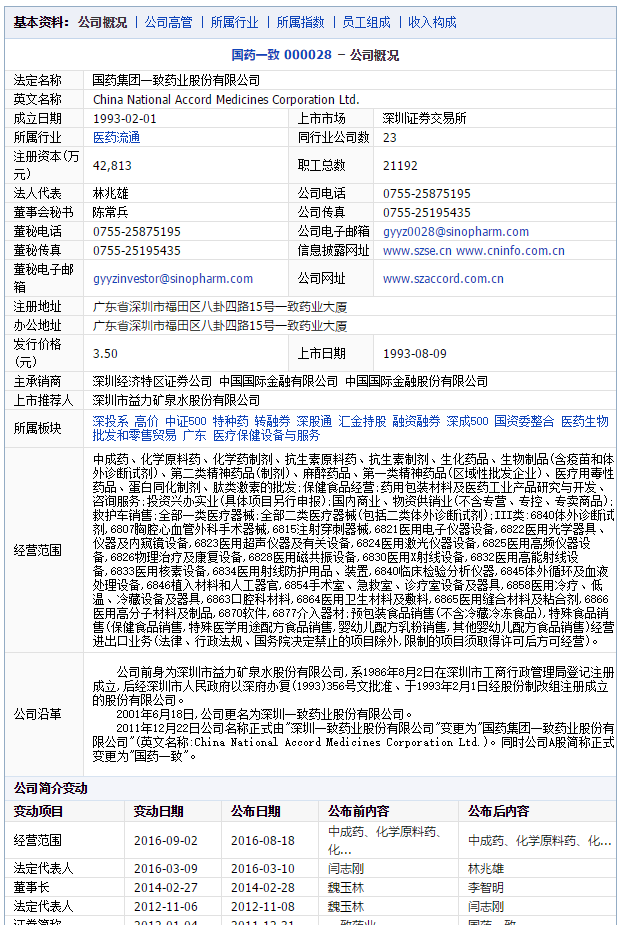 基本资料: 公司概况 | 公司高管 | 所属行业 | 所属指数 | 员工组成 | 收入构成
国药一致 000028 - 公司概况
法定名称 国药集团一致药业股份有限公司
英文名称 China National Accord Medicines Corporation Ltd.
成立日期 1993-02-01 上市市场 深圳证券交易所
所属行业 医药流通 同行业公司数 23
注册资本(万
元) 42,813 职工总数 21192
法人代表 林兆雄 公司电话 0755-25875195
董事会秘书 陈常兵 公司传真 0755-25195435
董秘电话 0755-25875195 公司电子邮箱 gyyz0028@sinopharm.com
董秘传真 0755-25195435 信息披露网址 www.szse.cn www.cninfo.com.cn
董秘电子邮
箱 gyyzinvestor@sinopharm.com 公司网址 www.szaccord.com.cn
注册地址 广东省深圳市福田区八卦四路15号一致药业大厦
办公地址 广东省深圳市福田区八卦四路15号一致药业大厦
发行价格
(元) 3.50 上市日期 1993-08-09
主承销商 深圳经济特区证券公司 中国国际金融有限公司 中国国际金融股份有限公司
上市推荐人 深圳市益力矿泉水股份有限公司
所属板块 深投系 高价 中证500 特种药 转融券 深股通 汇金持股 融资融券 深成500 国资委整合 医药生物
批发和零售贸易 广东 医疗保健设备与服务
经营范围
中成药、化学原料药、化学药制剂、抗生素原料药、抗生素制剂、生化药品、生物制品(含疫苗和体
外诊断试剂)、第二类精神药品(制剂)、麻醉药品、第一类精神药品(区域性批发企业)、医疗用毒性
药品、蛋白同化制剂、肽类激素的批发;保健食品经营;药用包装材料及医药工业产品研究与开发、
咨询服务;投资兴办实业(具体项目另行申报);国内商业、物资供销业(不含专营、专控、专卖商品);
救护车销售;全部一类医疗器械;全部二类医疗器械(包括二类体外诊断试剂);III类:6840体外诊断试
剂,6807胸腔心血管外科手术器械,6815注射穿刺器械,6821医用电子仪器设备,6822医用光学器具、
仪器及内窥镜设备,6823医用超声仪器及有关设备,6824医用激光仪器设备,6825医用高频仪器设
备,6826物理治疗及康复设备,6828医用磁共振设备,6830医用X射线设备,6832医用高能射线设
备,6833医用核素设备,6834医用射线防护用品、装置,6840临床检验分析仪器,6845体外循环及血液
处理设备,6846植入材料和人工器官,6854手术室、急救室、诊疗室设备及器具,6858医用冷疗、低
温、冷藏设备及器具,6863口腔科材料,6864医用卫生材料及敷料,6865医用缝合材料及粘合剂,6866
医用高分子材料及制品,6870软件,6877介入器材;预包装食品销售(不含冷藏冷冻食品),特殊食品销
售(保健食品销售,特殊医学用途配方食品销售,婴幼儿配方乳粉销售,其他婴幼儿配方食品销售)经营
进出口业务(法律、行政法规、国务院决定禁止的项目除外,限制的项目须取得许可后方可经营)。
公司沿革
公司前身为深圳市益力矿泉水股份有限公司,系1986年8月2日在深圳市工商行政管理局登记注册
成立,后经深圳市人民政府以深府办复(1993)356号文批准、于1993年2月1日经股份制改组注册成立
的股份有限公司。
2001年6月18日,公司更名为深圳一致药业股份有限公司。
2011年12月22日公司名称正式由"深圳一致药业股份有限公司"变更为"国药集团一致药业股份有
限公司"(英文名称:China National Accord Medicines Corporation Ltd.)。同时公司A股简称正式
变更为"国药一致"。
公司简介变动
变动项目 变动日期 公布日期 公布前内容 公布后内容
经营范围 2016-09-02 2016-08-18 中成药、化学原料药、
化... 中成药、化学原料药、化...
法定代表人 2016-03-09 2016-03-10 闫志刚 林兆雄
董事长 2014-02-27 2014-02-28 魏玉林 李智明
法定代表人 2012-11-06 2012-11-08 魏玉林 闫志刚
证券简称 2012-01-04 2011-12-31 一致药业 国药一致